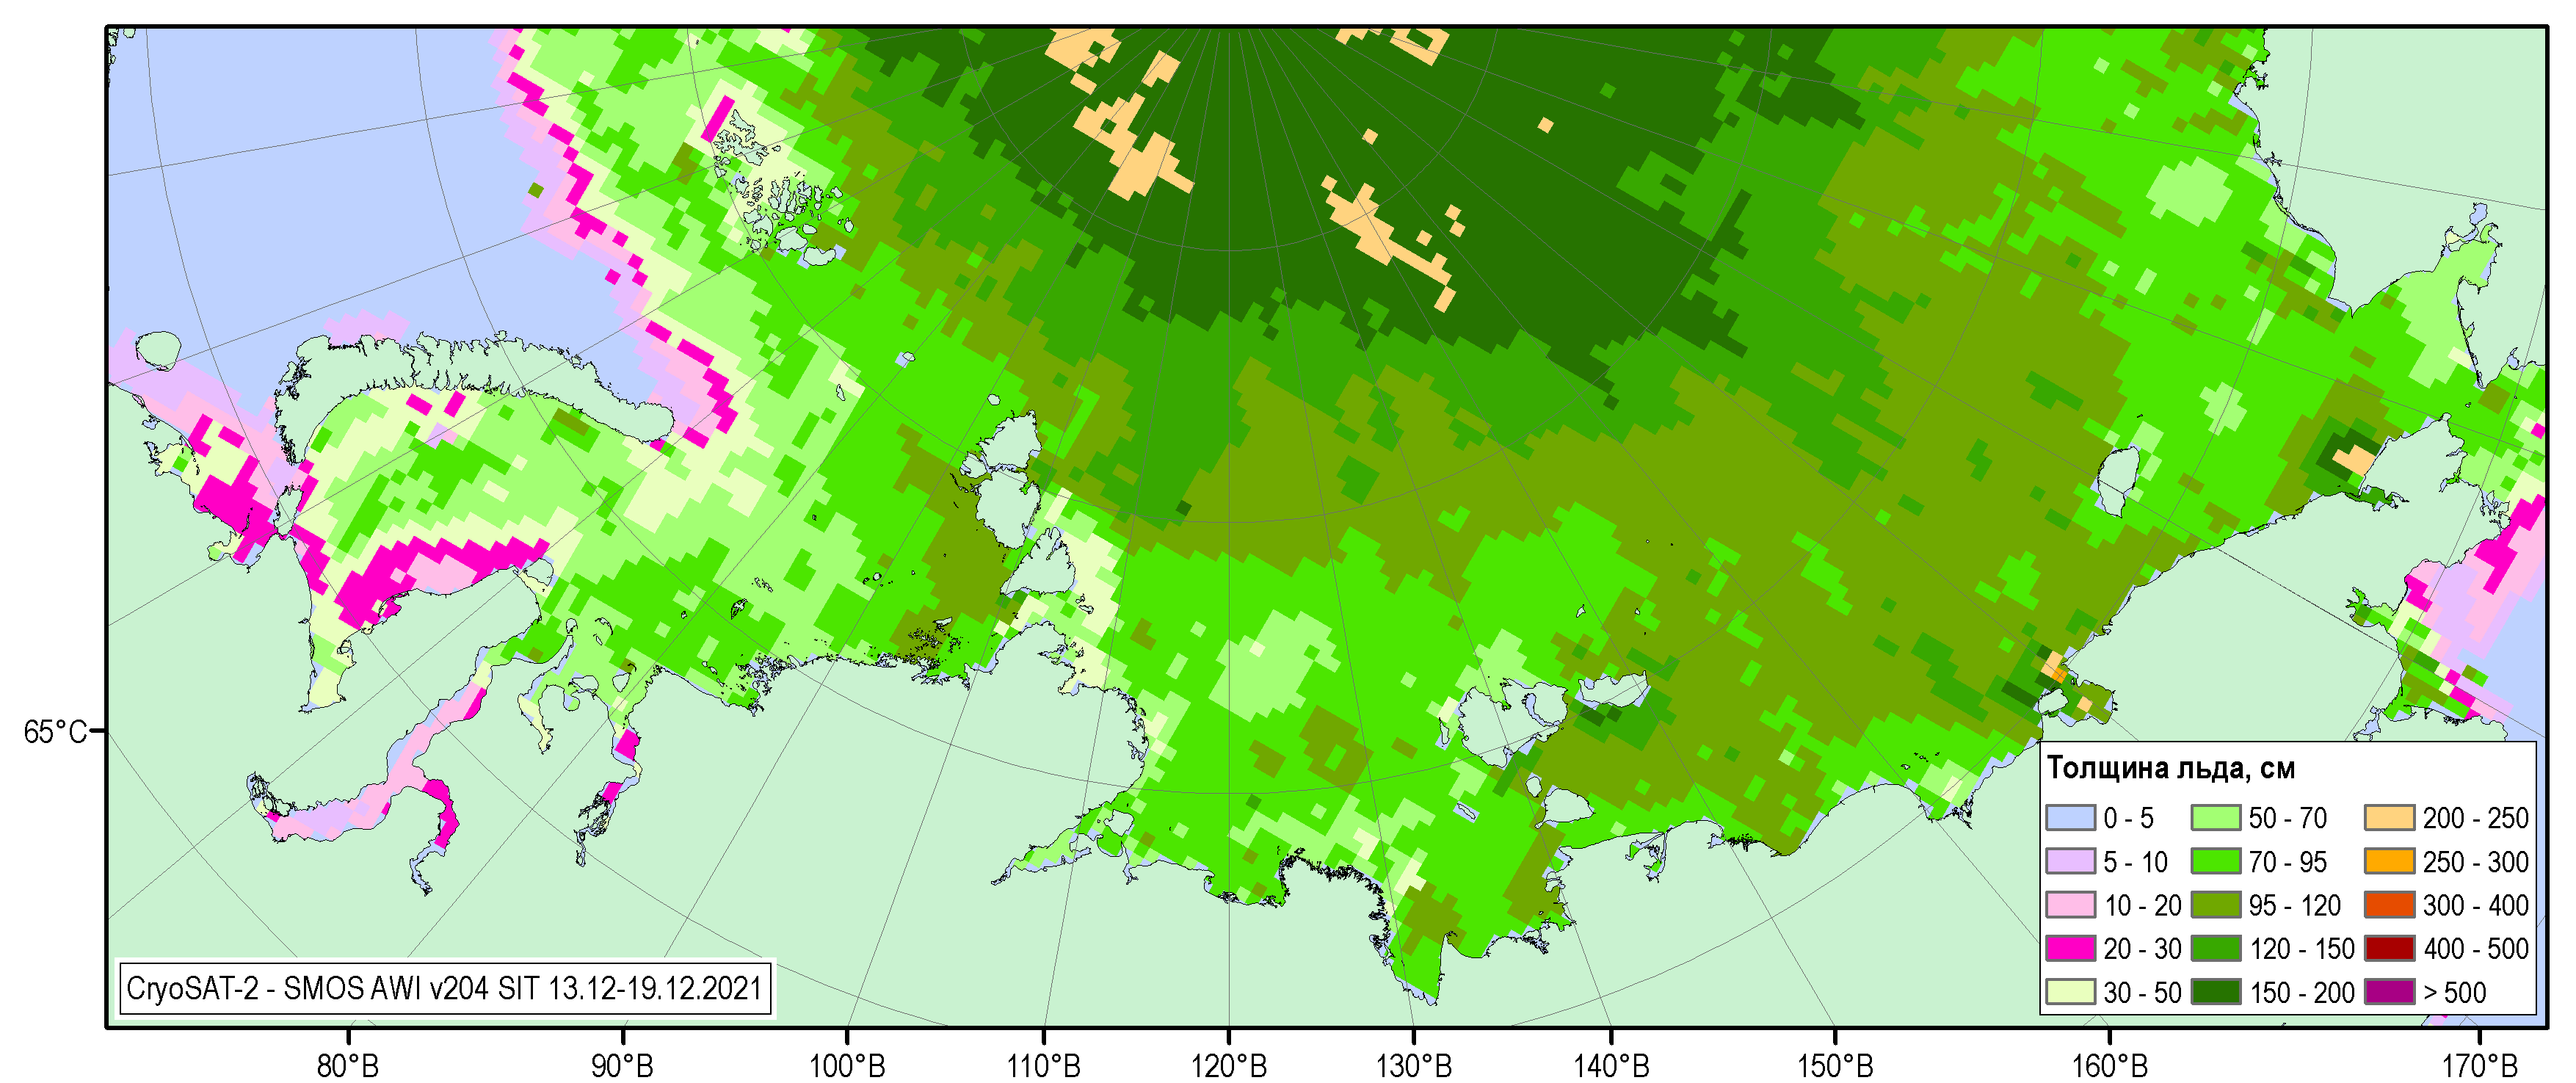 65°С
Толщина льда, см
0 - 5 50 - 70 200 - 250
5 - 10 70 - 95 250 - 300
10 - 20 95 - 120 300 - 400
20 - 30 120 - 150 400 - 500
30 - 50 150 - 200 > 500
CryoSAT-2 - SMOS AWI v204 SIT 13.12-19.12.2021
80°В 90°В 100°В 110°В 120°В 130°В 140°В 150°В 160°В 170°В